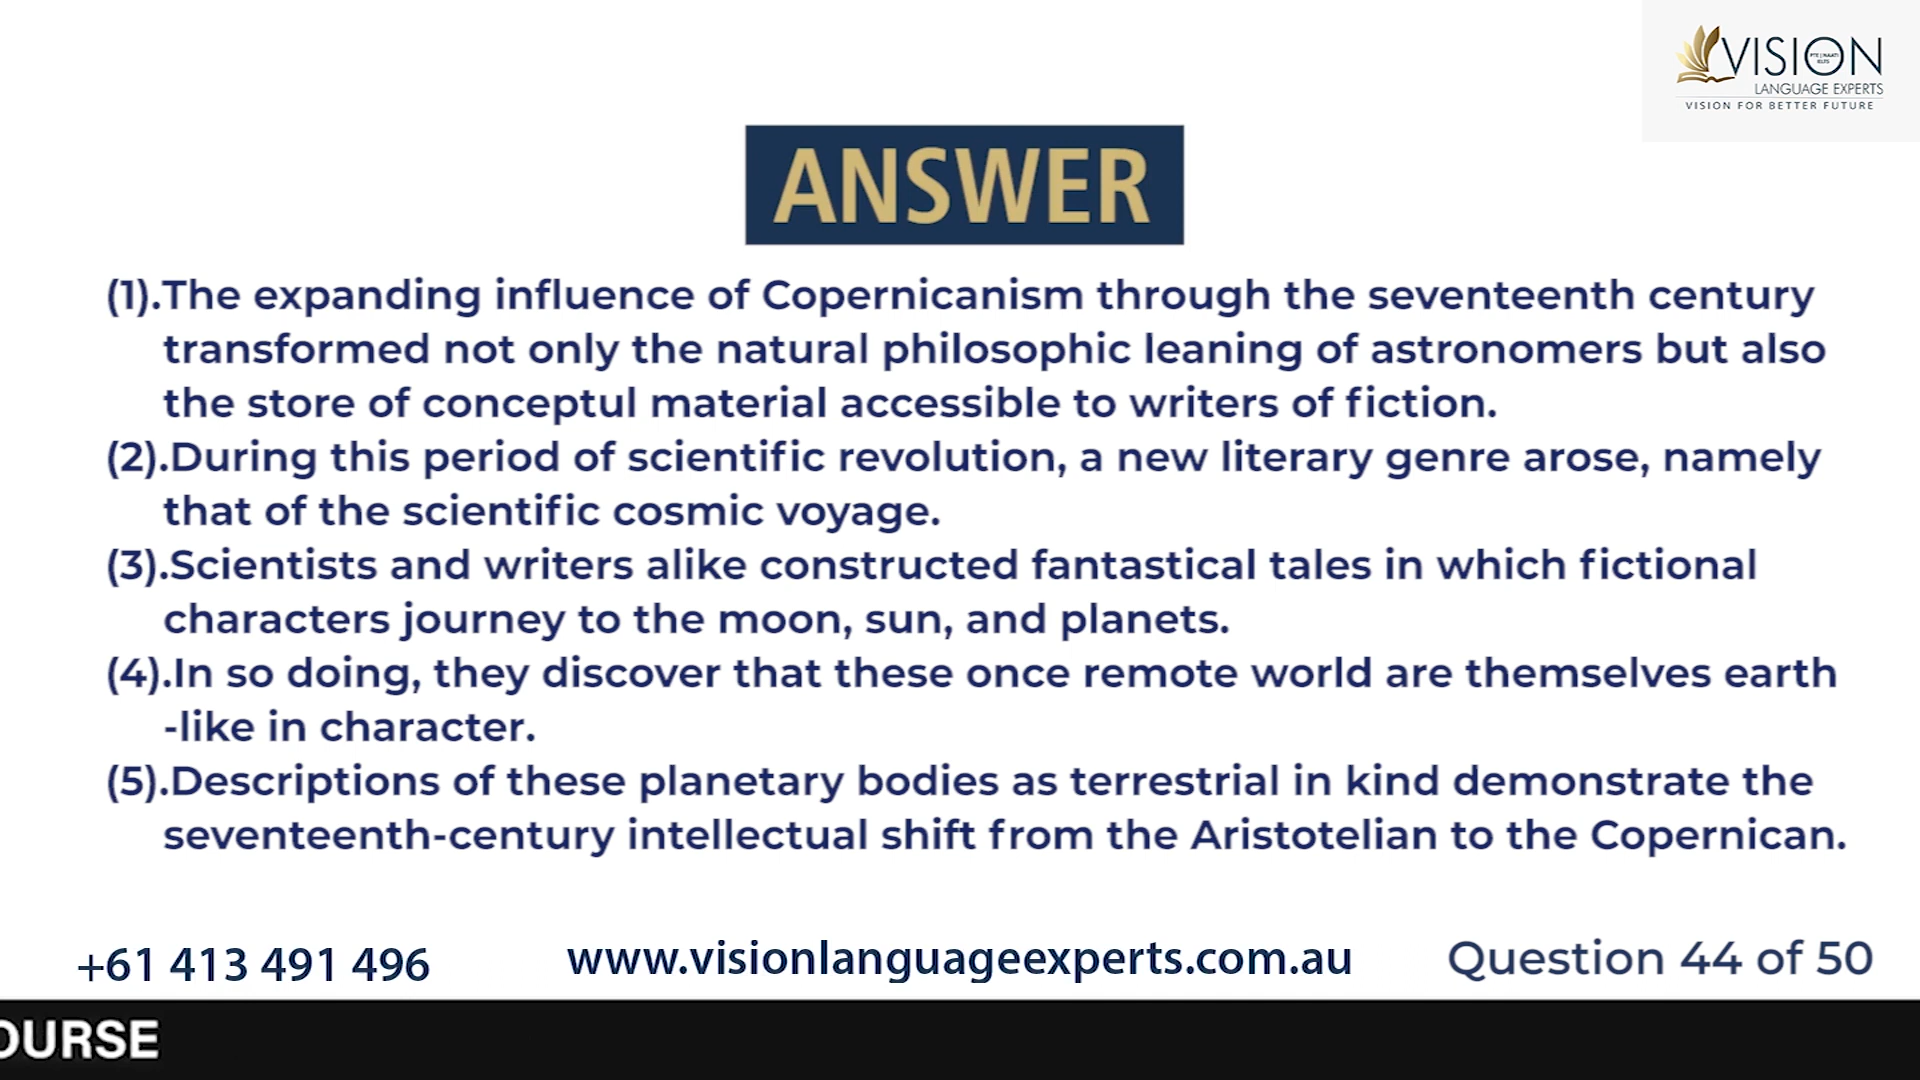 VISION
LANGUAGE EXPERTS
VISION FOR BETTER FUTURE
ANSWER
(1).The expanding influence of Copernicanism through the seventeenth century
transformed not only the natural philosophic leaning of astronomers but also
the store of conceptul material accessible to writers of fiction.
(2).During this period of scientific revolution, a new literary genre arose, namely
that of the scientific cosmic voyage.
(3).Scientists and writers alike constructed fantastical tales in which fictional
characters journey to the moon, sun, and planets.
(4).In so doing, they discover that these once remote world are themselves earth
-like in character.
(5).Descriptions of these planetary bodies as terrestrial in kind demonstrate the
seventeenth-century intellectual shift from the Aristotelian to the Copernican.
+61 413 491 496 www.visionlanguageexperts.com.au Question 44 of 50
OURSE